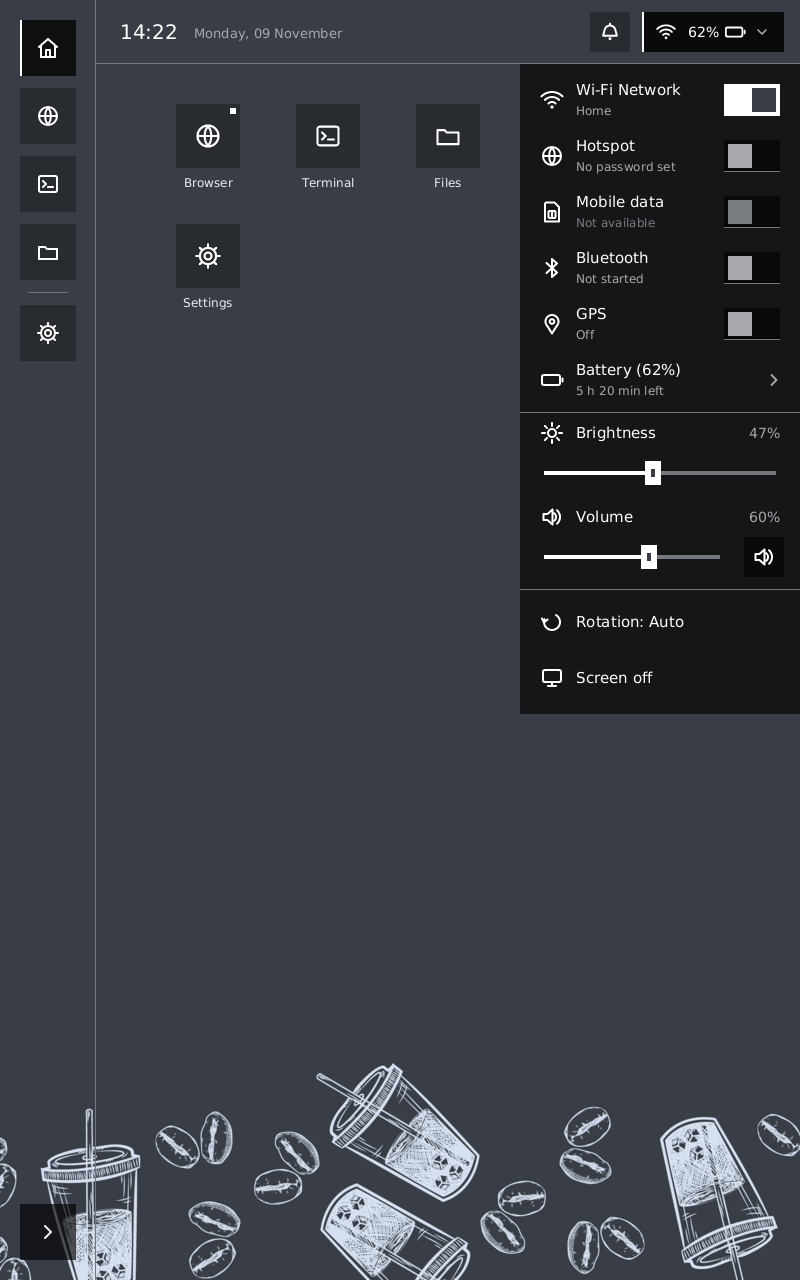 14:22 Monday, 09 November
62%
Wi-Fi Network
Home
Hotspot
No password set
Mobile data
Not available
Bluetooth
Not started
GPS
Off
Battery (62%)
5 h 20 min left
Brightness 47%
Volume 60%
Rotation: Auto
Screen off
Browser Terminal Files
Settings